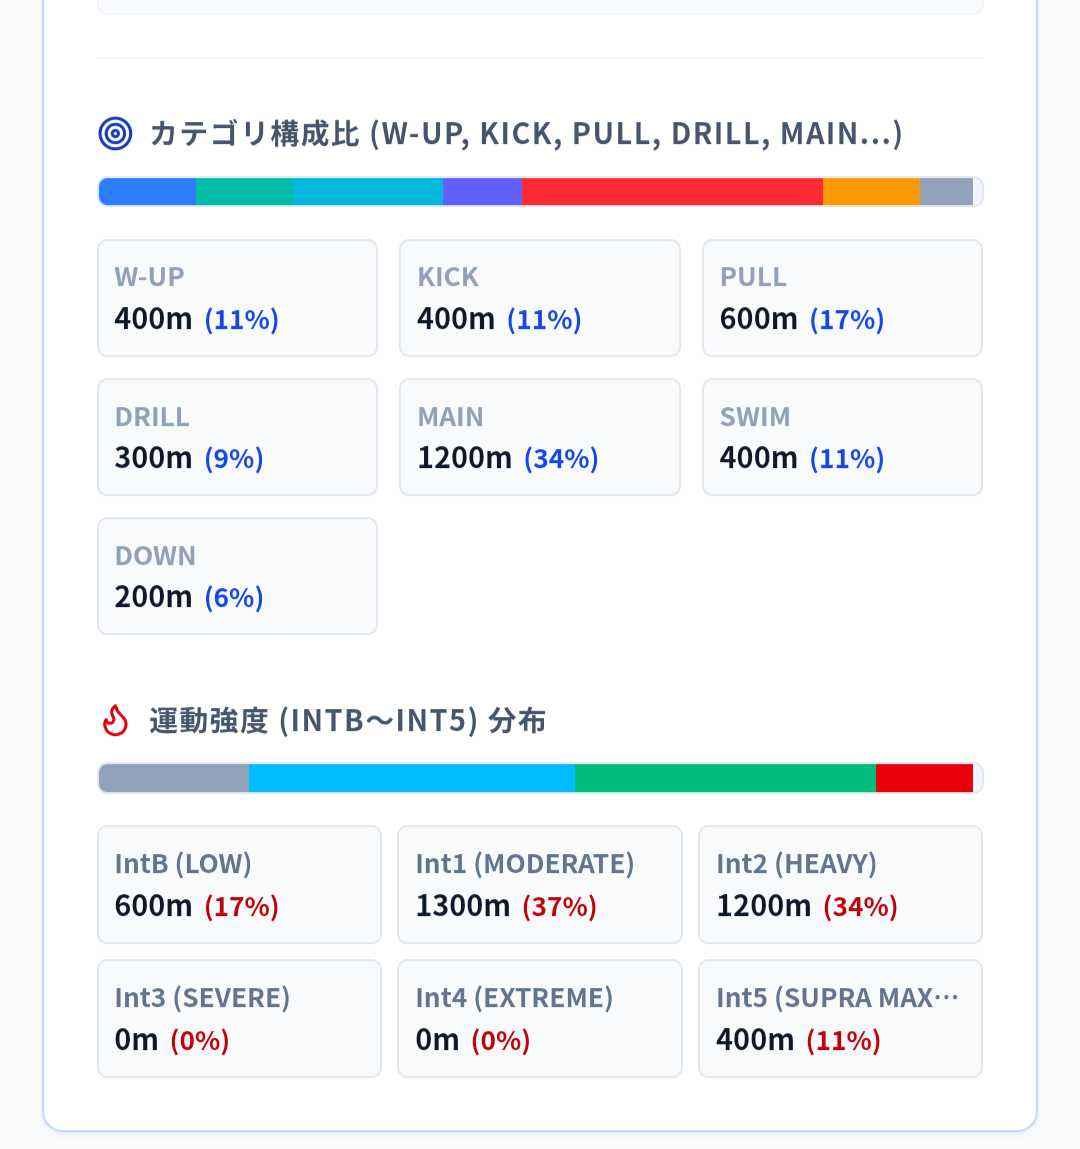 カテゴリ構成比 (W-UP, KICK, PULL, DRILL, MAIN...)
W-UP
400m (11%)
KICK
400m (11%)
PULL
600m (17%)
DRILL
300m (9%)
MAIN
1200m (34%)
SWIM
400m (11%)
DOWN
200m (6%)
運動強度 (INTB〜INT5) 分布
IntB (LOW)
600m (17%)
Int1 (MODERATE)
1300m (37%)
Int2 (HEAVY)
1200m (34%)
Int3 (SEVERE)
0m (0%)
Int4 (EXTREME)
0m (0%)
Int5 (SUPRA MAX…
400m (11%)